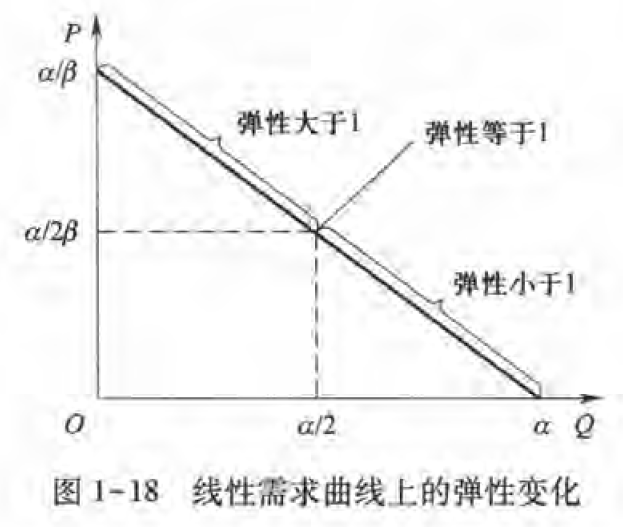 P
α/β
弹性大于1
弹性等于1
α/2β
弹性小于1
O
α/2
α
Q
图 1-18 线性需求曲线上的弹性变化